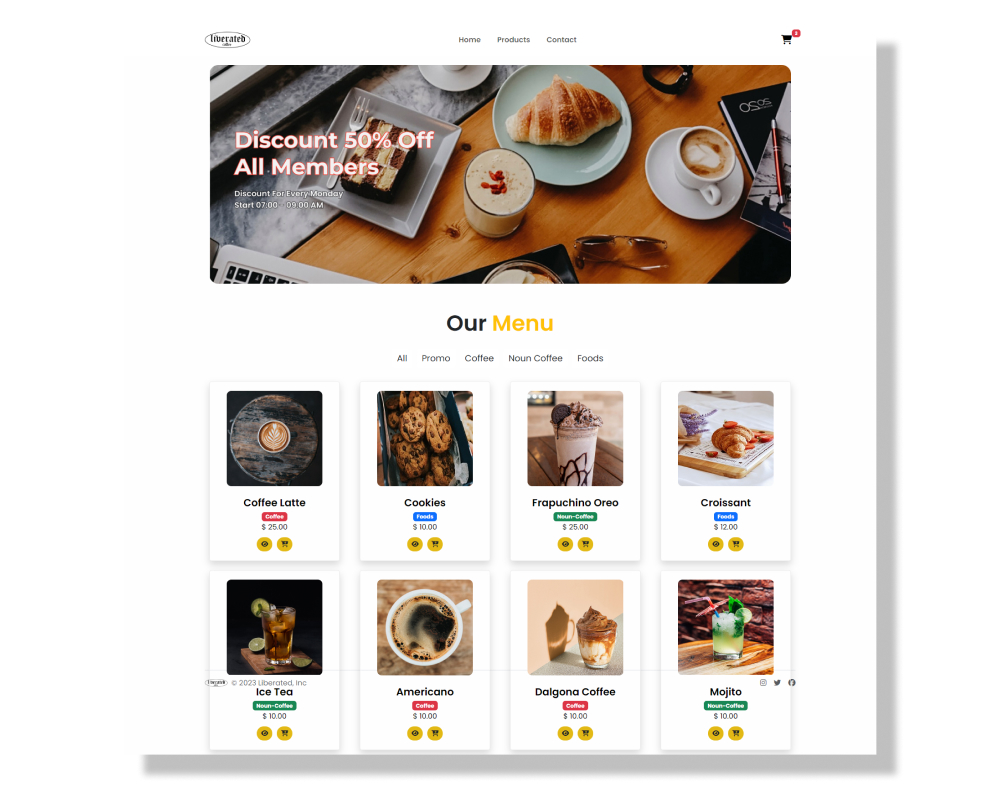 liberated
coffee
Home Products Contact
Discount 50% Off
All Members
Discount For Every Monday
Start 07:00 - 09:00 AM
Our Menu
All Promo Coffee Noun Coffee Foods
Coffee Latte
Coffee
$ 25.00
Cookies
Foods
$ 10.00
Frapuchino Oreo
Noun-Coffee
$ 25.00
Croissant
Foods
$ 12.00
liberated © 2023 Liberated, Inc
Ice Tea
Noun-Coffee
$ 10.00
Americano
Coffee
$ 10.00
Dalgona Coffee
Coffee
$ 10.00
Mojito
Noun-Coffee
$ 10.00